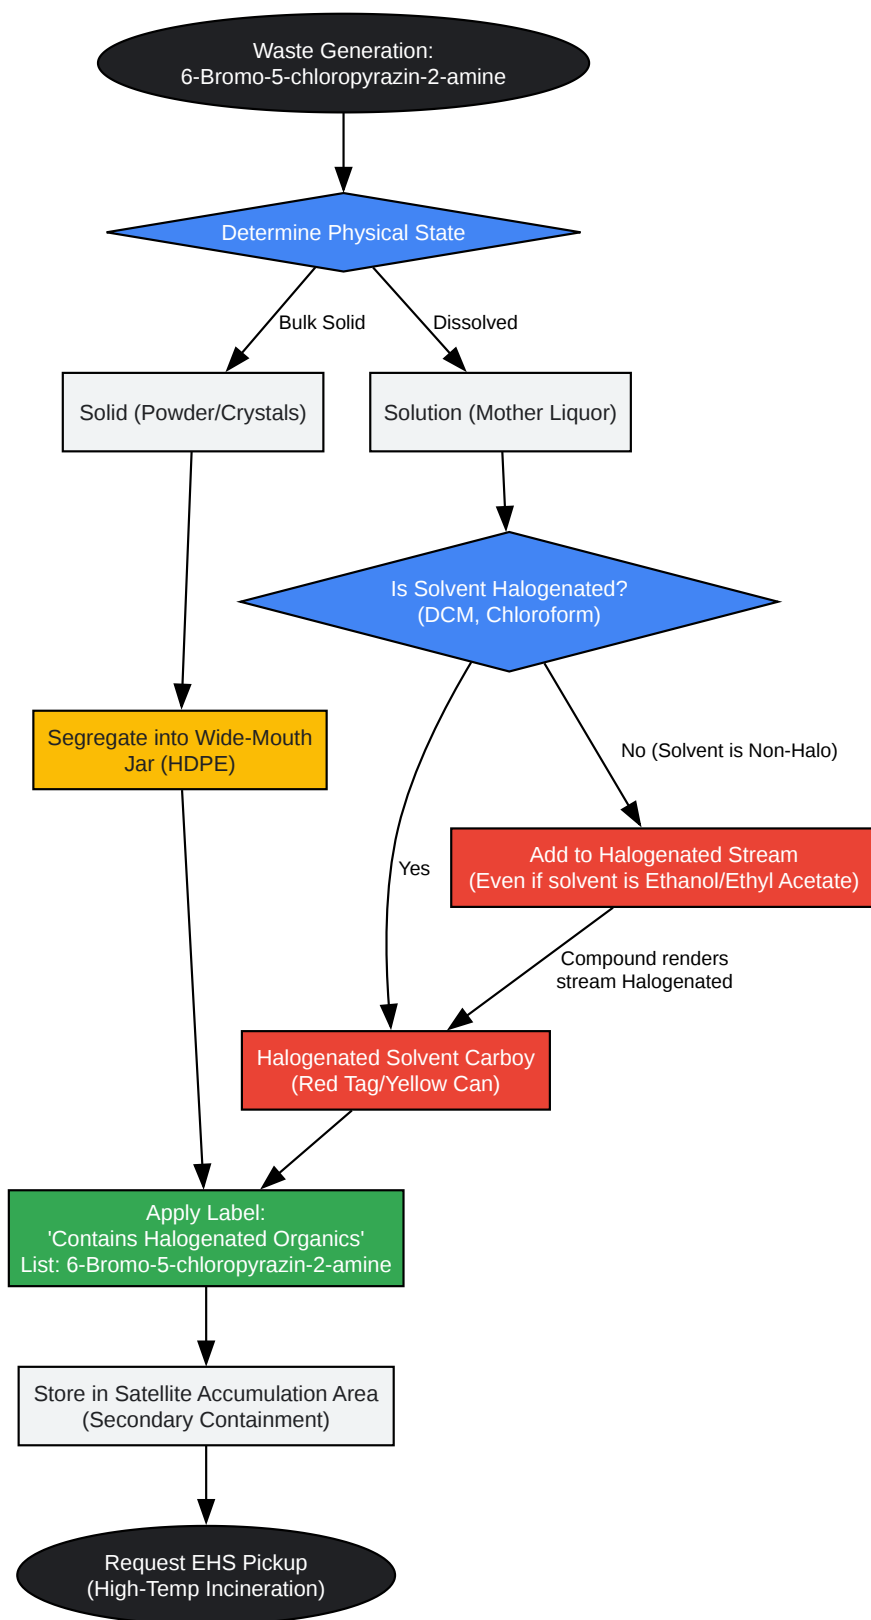 Waste Generation:
6-Bromo-5-chloropyrazin-2-amine
Determine Physical State
Bulk Solid
Dissolved
Solid (Powder/Crystals)
Solution (Mother Liquor)
Is Solvent Halogenated?
(DCM, Chloroform)
Segregate into Wide-Mouth
Jar (HDPE)
No (Solvent is Non-Halo)
Yes
Add to Halogenated Stream
(Even if solvent is Ethanol/Ethyl Acetate)
Compound renders
stream Halogenated
Halogenated Solvent Carboy
(Red Tag/Yellow Can)
Apply Label:
'Contains Halogenated Organics'
List: 6-Bromo-5-chloropyrazin-2-amine
Store in Satellite Accumulation Area
(Secondary Containment)
Request EHS Pickup
(High-Temp Incineration)